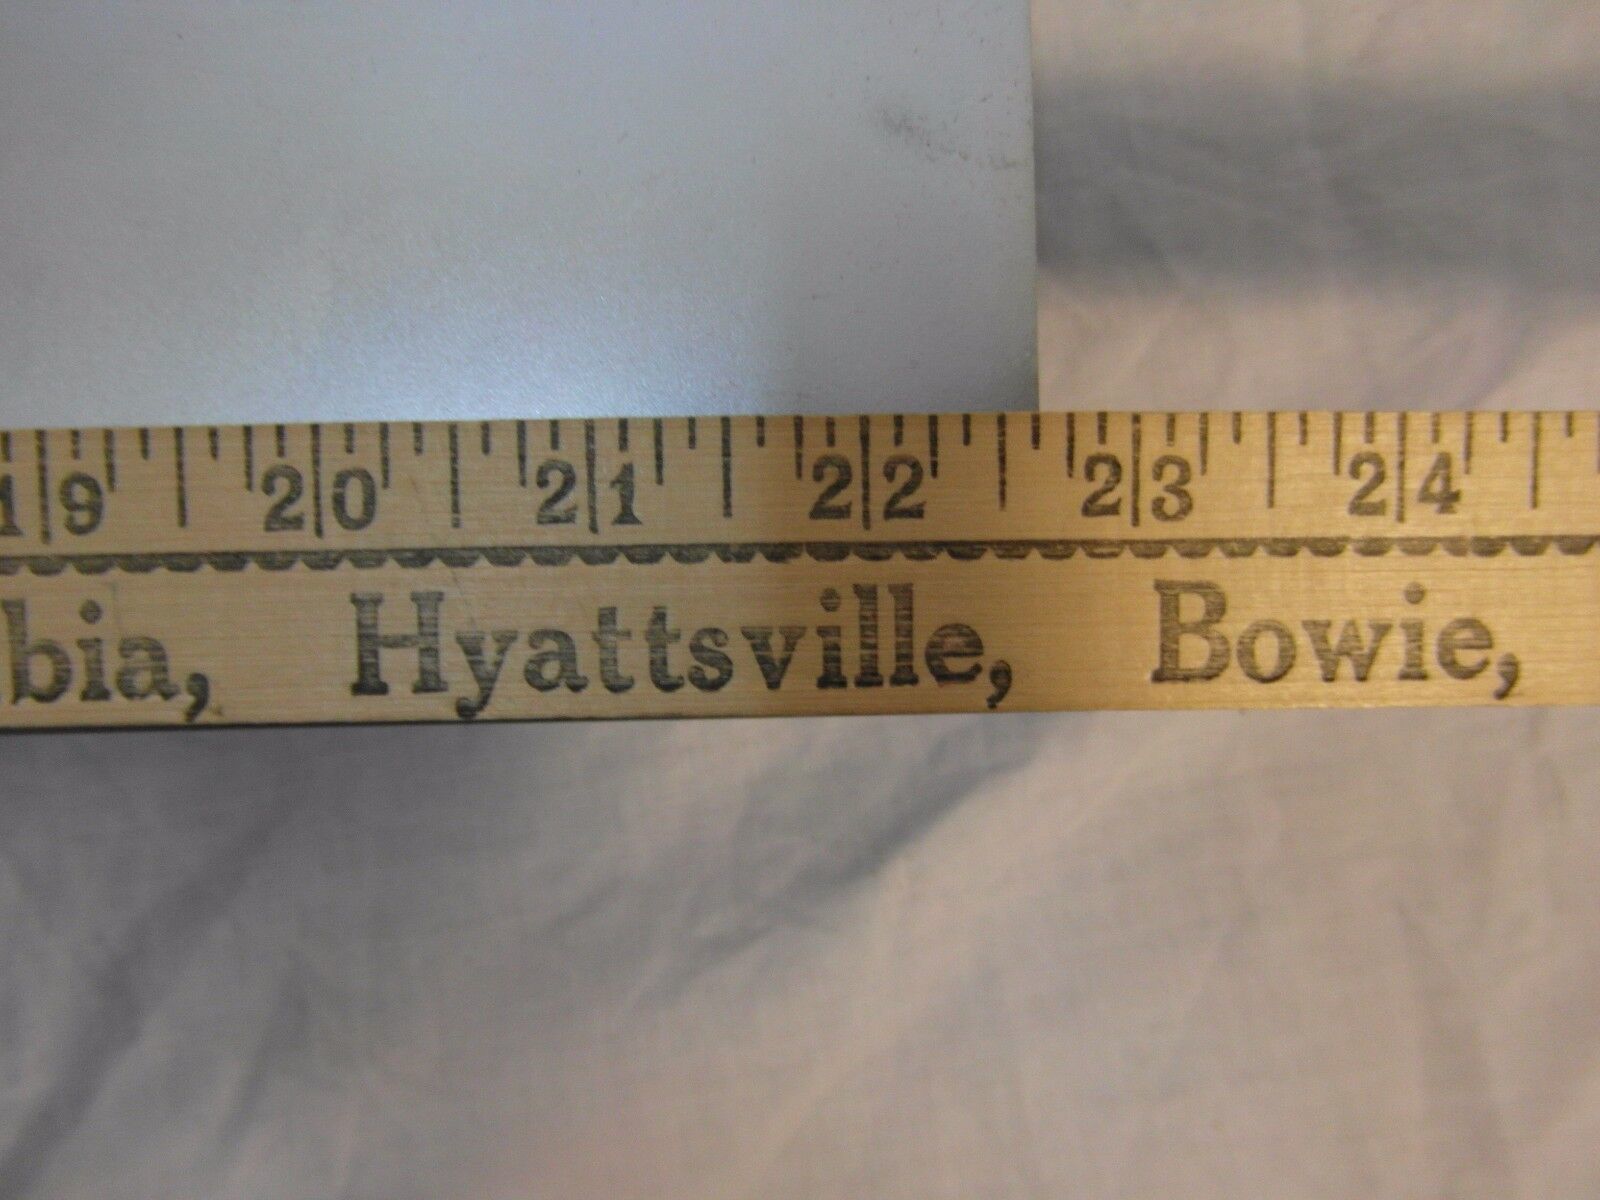 19 20 21 22 23 24
bia, Hyattsville, Bowie,